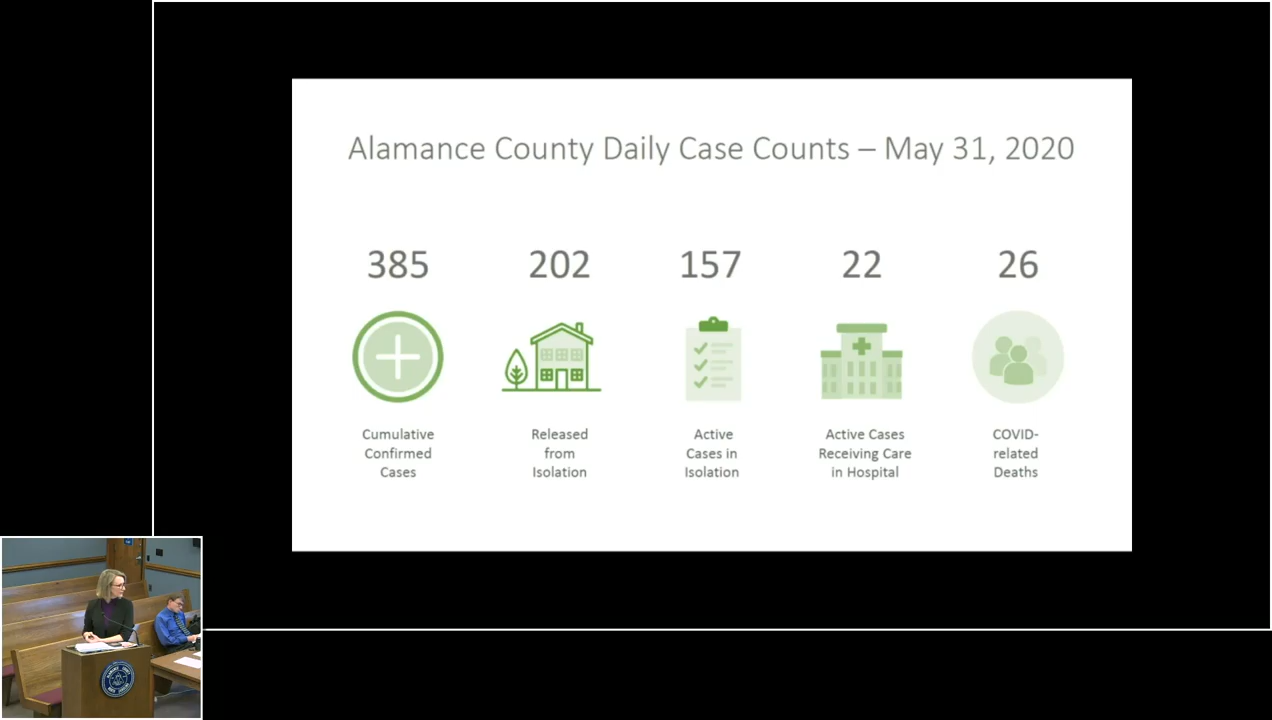 Alamance County Daily Case Counts – May 31, 2020
385
202
157
22
26
Cumulative
Confirmed
Cases
Released
from
Isolation
Active
Cases in
Isolation
Active Cases
Receiving Care
in Hospital
COVID-
related
Deaths